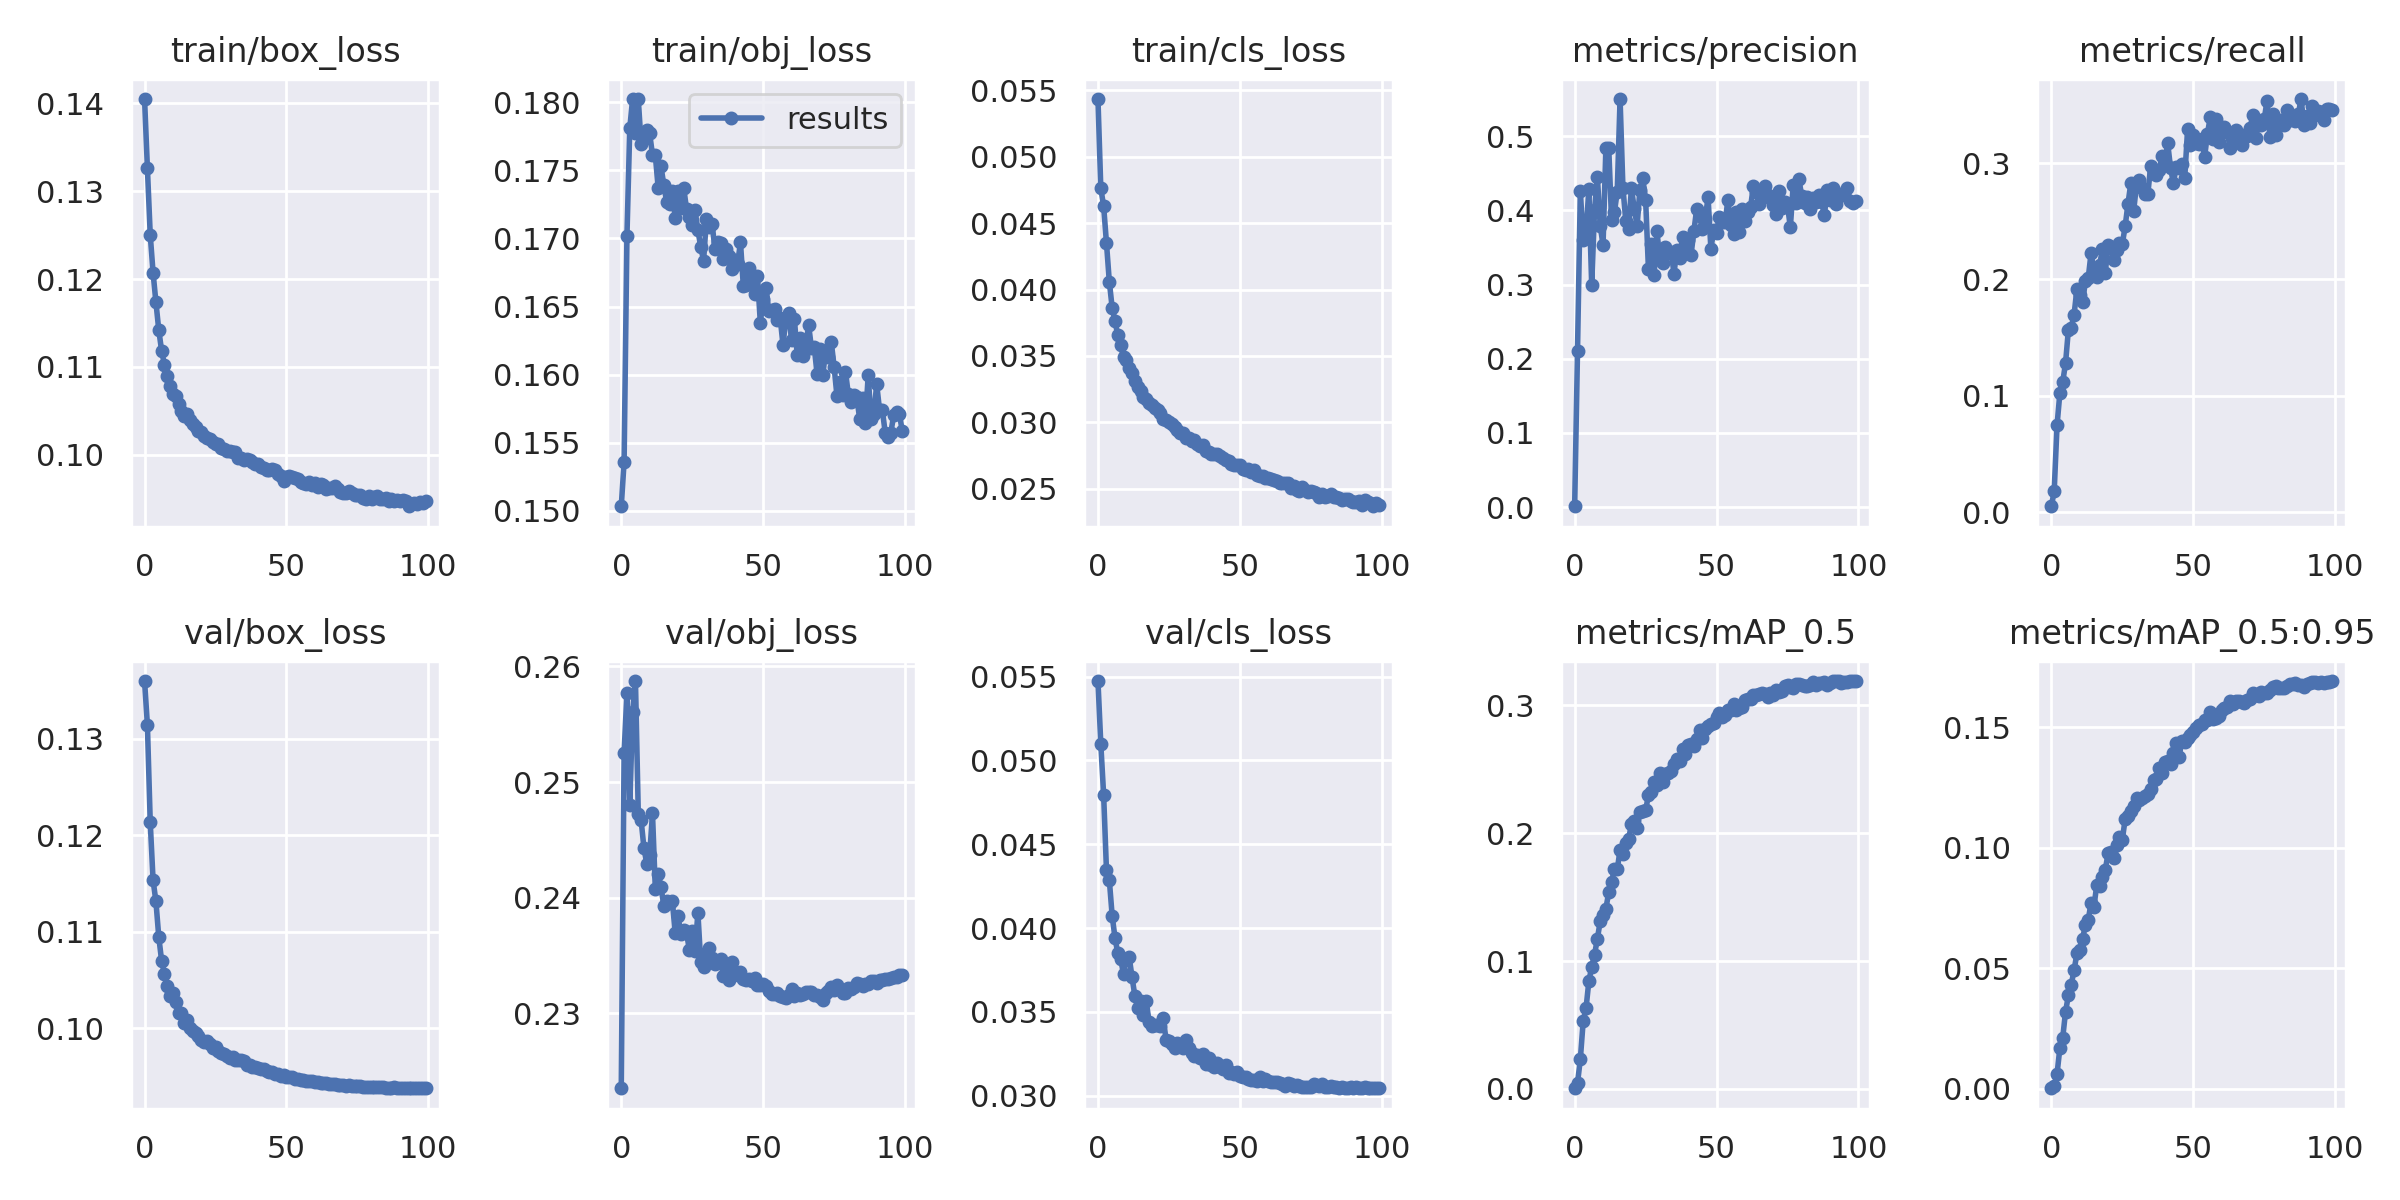 train/box_loss
0.14
0.13
0.12
0.11
0.10
0 50 100
train/obj_loss
results
0.180
0.175
0.170
0.165
0.160
0.155
0.150
0 50 100
train/cls_loss
0.055
0.050
0.045
0.040
0.035
0.030
0.025
0 50 100
metrics/precision
0.5
0.4
0.3
0.2
0.1
0.0
0 50 100
metrics/recall
0.3
0.2
0.1
0.0
0 50 100
val/box_loss
0.13
0.12
0.11
0.10
0 50 100
val/obj_loss
0.26
0.25
0.24
0.23
0 50 100
val/cls_loss
0.055
0.050
0.045
0.040
0.035
0.030
0 50 100
metrics/mAP_0.5
0.3
0.2
0.1
0.0
0 50 100
metrics/mAP_0.5:0.95
0.15
0.10
0.05
0.00
0 50 100